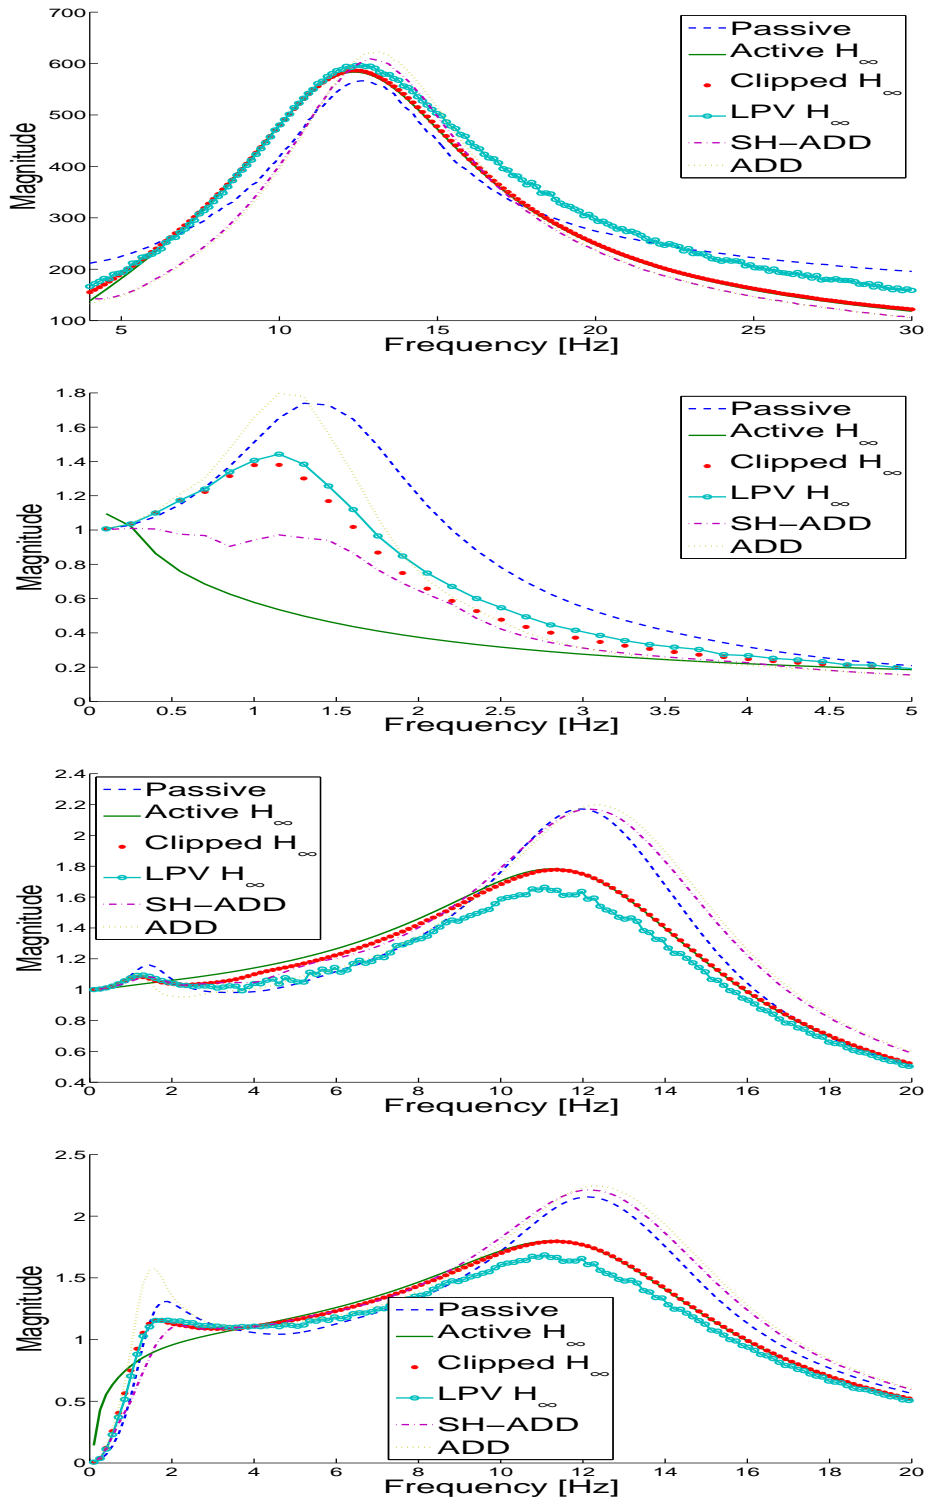 700
600
500
400
300
200
100
Magnitude
5
10
15
20
25
30
Frequency [Hz]
Passive
Active H∞
Clipped H∞
LPV H∞
SH−ADD
ADD
1.8
1.6
1.4
1.2
1
0.8
0.6
0.4
0.2
0
Magnitude
0
0.5
1
1.5
2
2.5
3
3.5
4
4.5
5
Frequency [Hz]
Passive
Active H∞
Clipped H∞
LPV H∞
SH−ADD
ADD
2.4
2.2
2
1.8
1.6
1.4
1.2
1
0.8
0.6
0.4
Magnitude
0
2
4
6
8
10
12
14
16
18
20
Frequency [Hz]
Passive
Active H∞
Clipped H∞
LPV H∞
SH−ADD
ADD
2.5
2
1.5
1
0.5
0
Magnitude
0
2
4
6
8
10
12
14
16
18
20
Frequency [Hz]
Passive
Active H∞
Clipped H∞
LPV H∞
SH−ADD
ADD